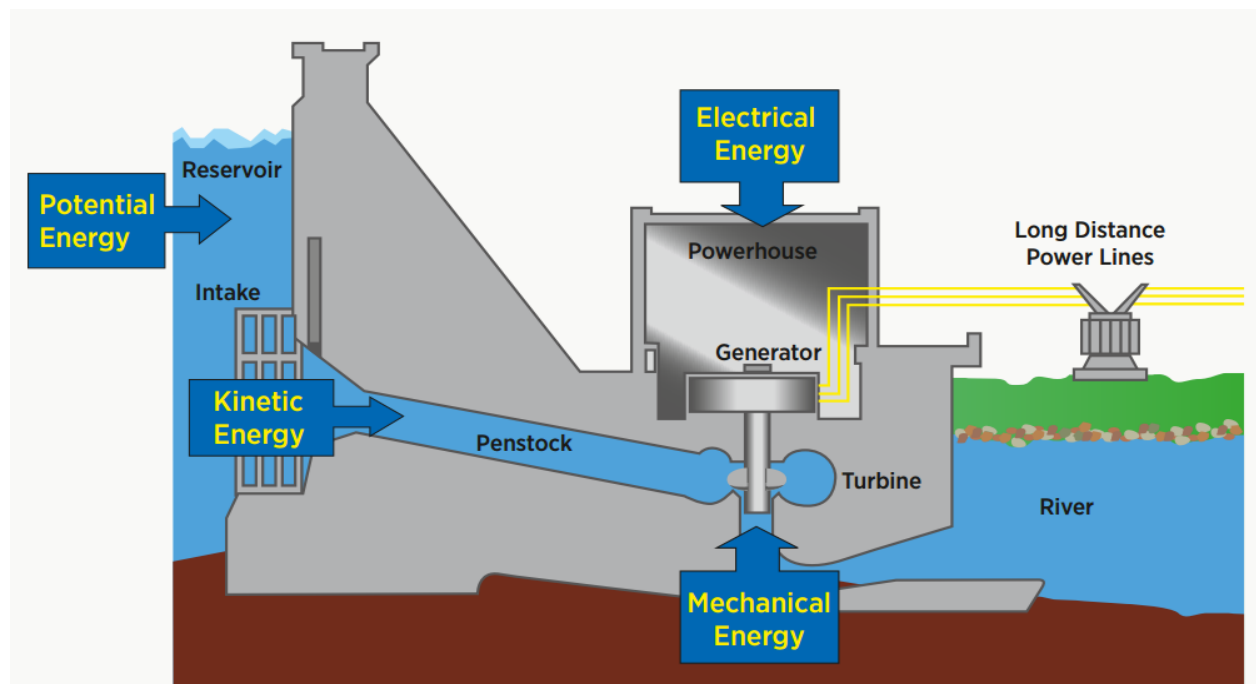 Electrical
Energy
Reservoir
Potential
Energy
Powerhouse
Long Distance
Power Lines
Intake
Generator
Kinetic
Energy
Penstock
Turbine
River
Mechanical
Energy